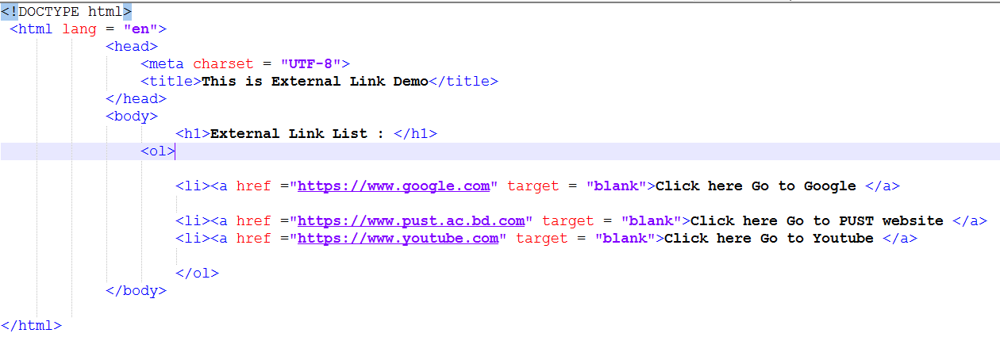 <!DOCTYPE html>
<html lang = "en">
<head>
<meta charset = "UTF-8">
<title>This is External Link Demo</title>
</head>
<body>
<h1>External Link List : </h1>
<ol>
<li><a href ="https://www.google.com" target = "blank">Click here Go to Google </a>
<li><a href ="https://www.pust.ac.bd.com" target = "blank">Click here Go to PUST website </a>
<li><a href ="https://www.youtube.com" target = "blank">Click here Go to Youtube </a>
</ol>
</body>
</html>